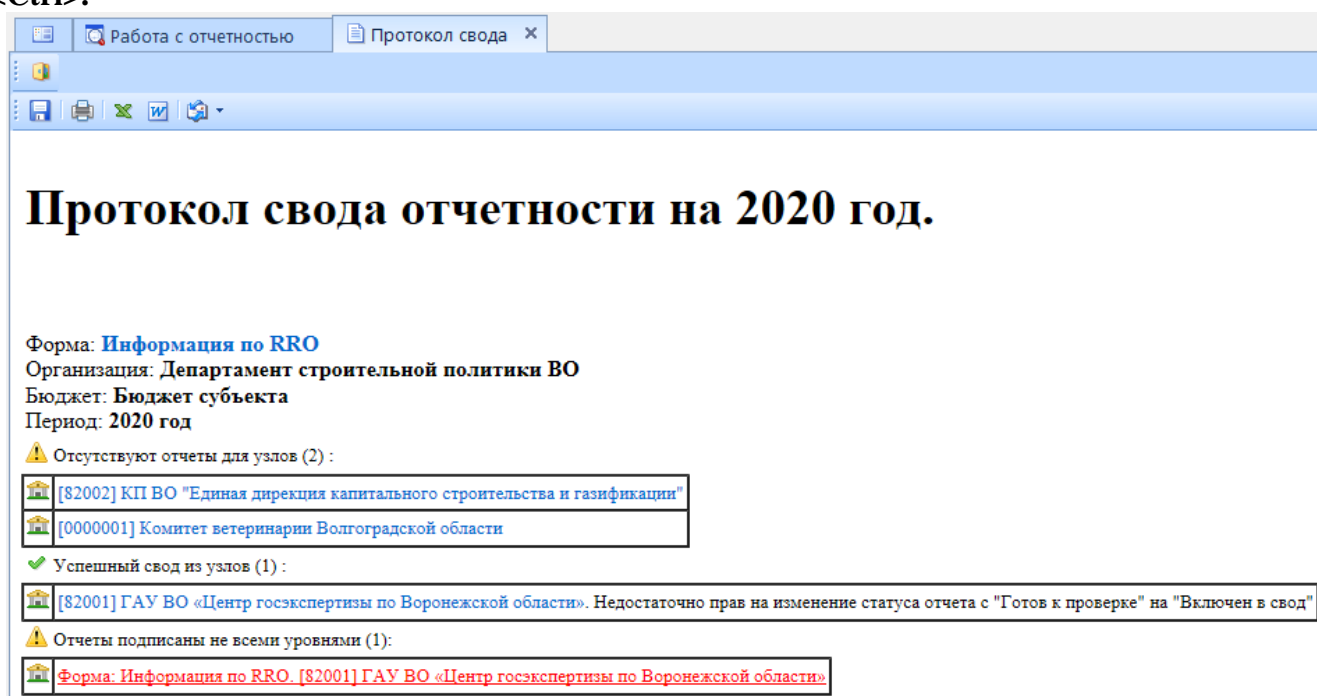 <Ctrl>.
Работа с отчетностью
Протокол свода
Протокол свода отчетности на 2020 год.
Форма: Информация по RRO
Организация: Департамент строительной политики ВО
Бюджет: Бюджет субъекта
Период: 2020 год
Отсутствуют отчеты для узлов (2) :
[82002] КП ВО "Единая дирекция капитального строительства и газификации"
[0000001] Комитет ветеринарии Волгоградской области
Успешный свод из узлов (1) :
[82001] ГАУ ВО «Центр госэкспертизы по Воронежской области». Недостаточно прав на изменение статуса отчета с "Готов к проверке" на "Включен в свод"
Отчеты подписаны не всеми уровнями (1):
Форма: Информация по RRO. [82001] ГАУ ВО «Центр госэкспертизы по Воронежской области»